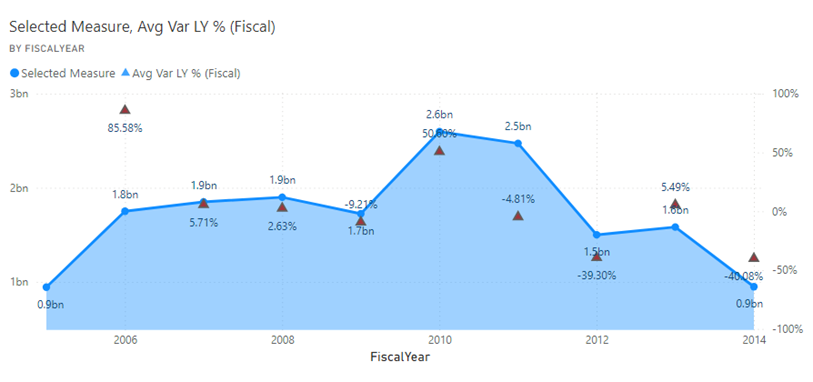 Selected Measure, Avg Var LY % (Fiscal)
BY FISCALYEAR
Selected Measure Avg Var LY % (Fiscal)
3bn
2bn
1bn
100%
50%
0%
-50%
-100%
0.9bn
1.8bn
1.9bn
1.9bn
1.7bn
2.6bn
2.5bn
1.5bn
1.6bn
0.9bn
85.58%
5.71%
2.63%
-9.21%
-4.81%
-39.30%
5.49%
-40.08%
2006 2008 2010 2012 2014
FiscalYear